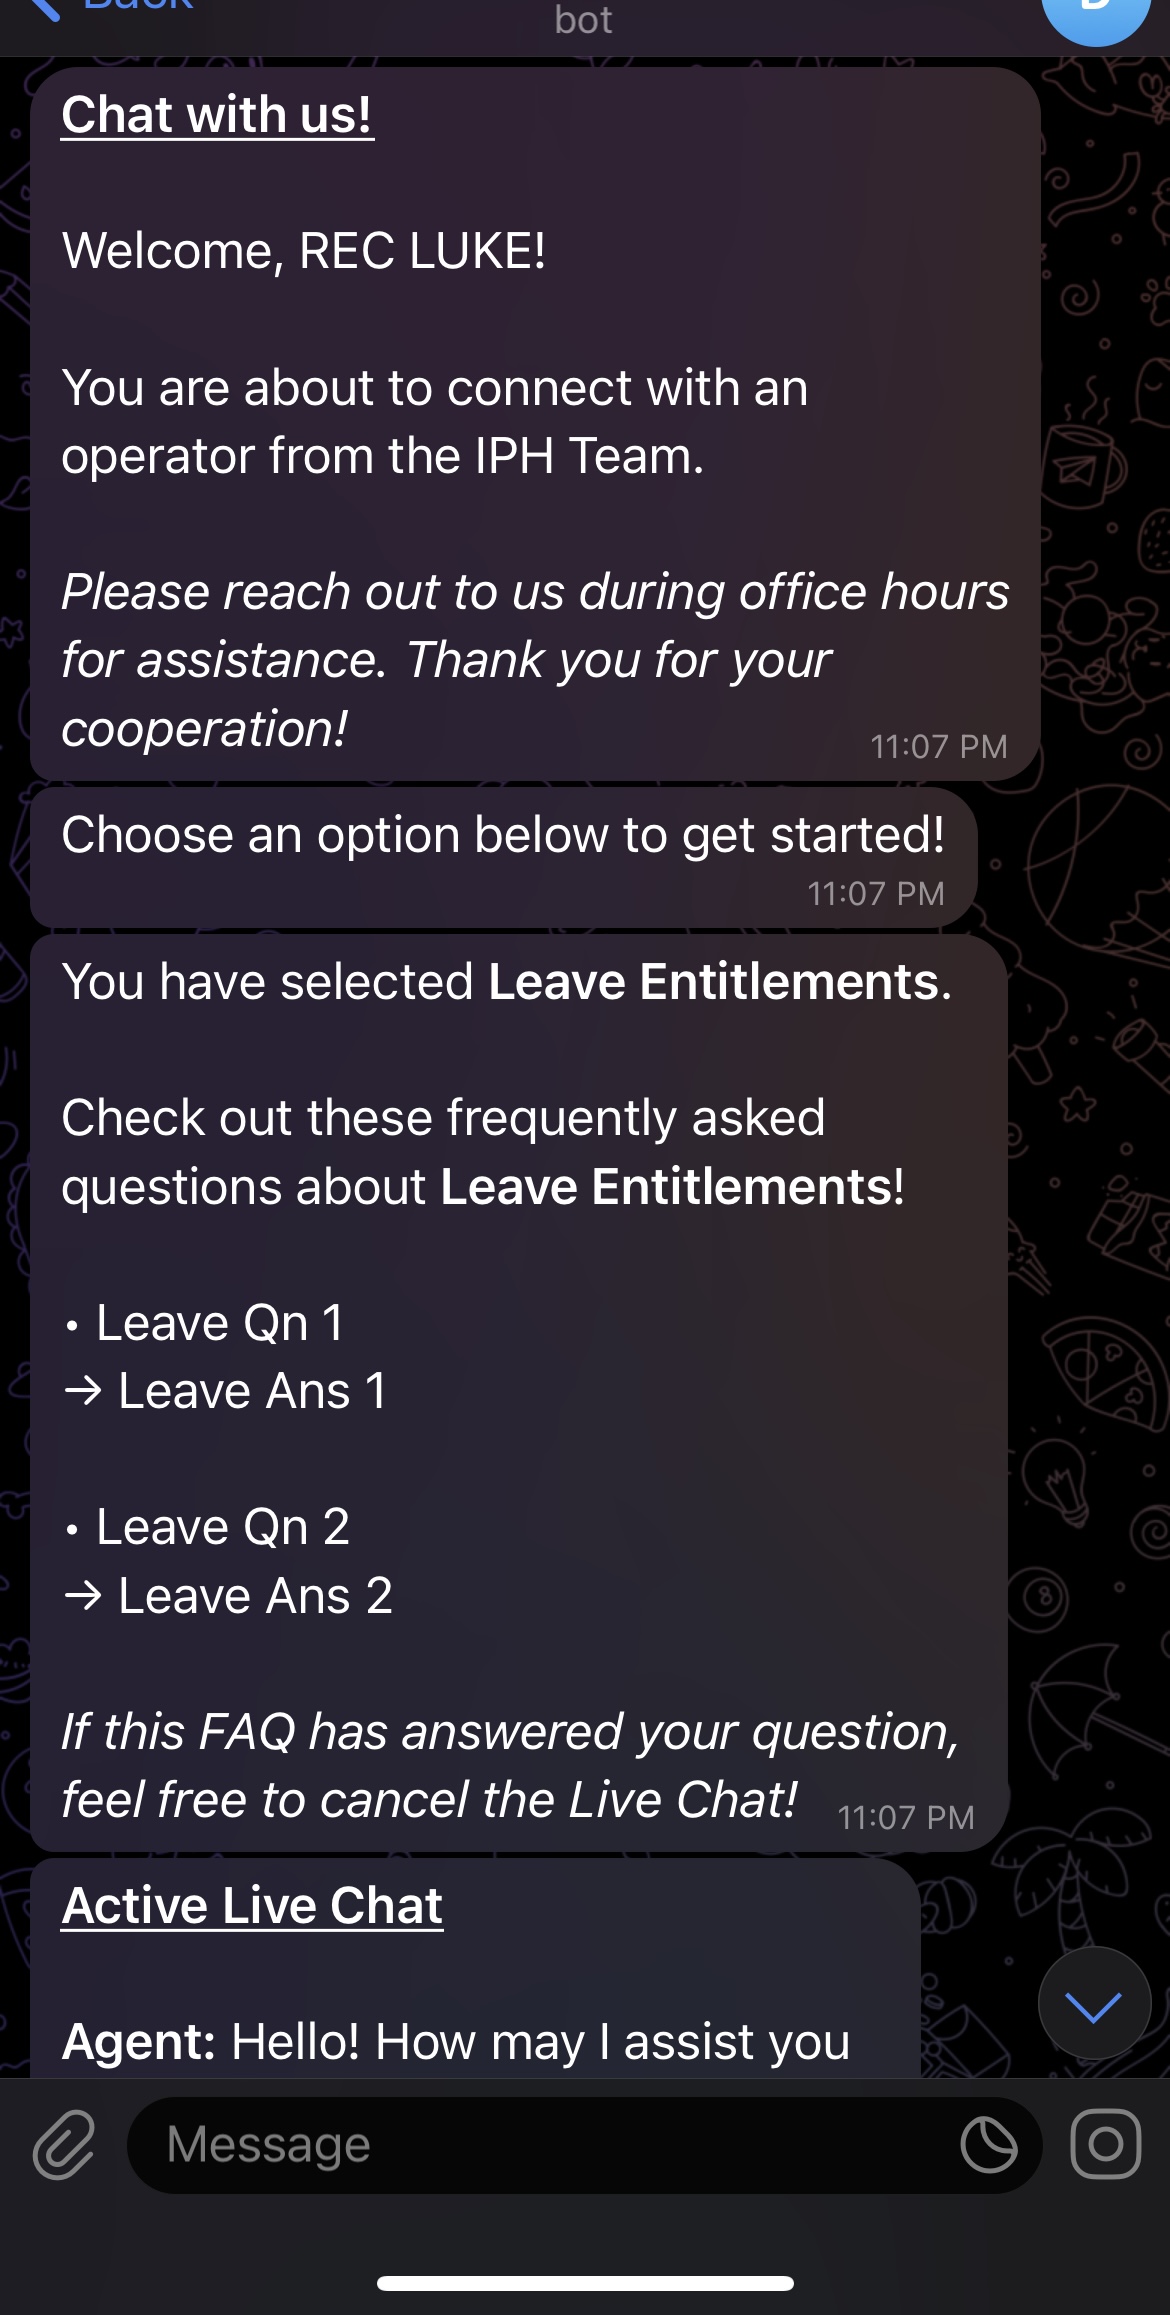 bot
Chat with us!
Welcome, REC LUKE!
You are about to connect with an
operator from the IPH Team.
Please reach out to us during office hours
for assistance. Thank you for your
cooperation!
11:07 PM
Choose an option below to get started!
11:07 PM
You have selected Leave Entitlements.
Check out these frequently asked
questions about Leave Entitlements!
• Leave Qn 1
→ Leave Ans 1
• Leave Qn 2
→ Leave Ans 2
If this FAQ has answered your question,
feel free to cancel the Live Chat!
11:07 PM
Active Live Chat
Agent: Hello! How may I assist you
Message